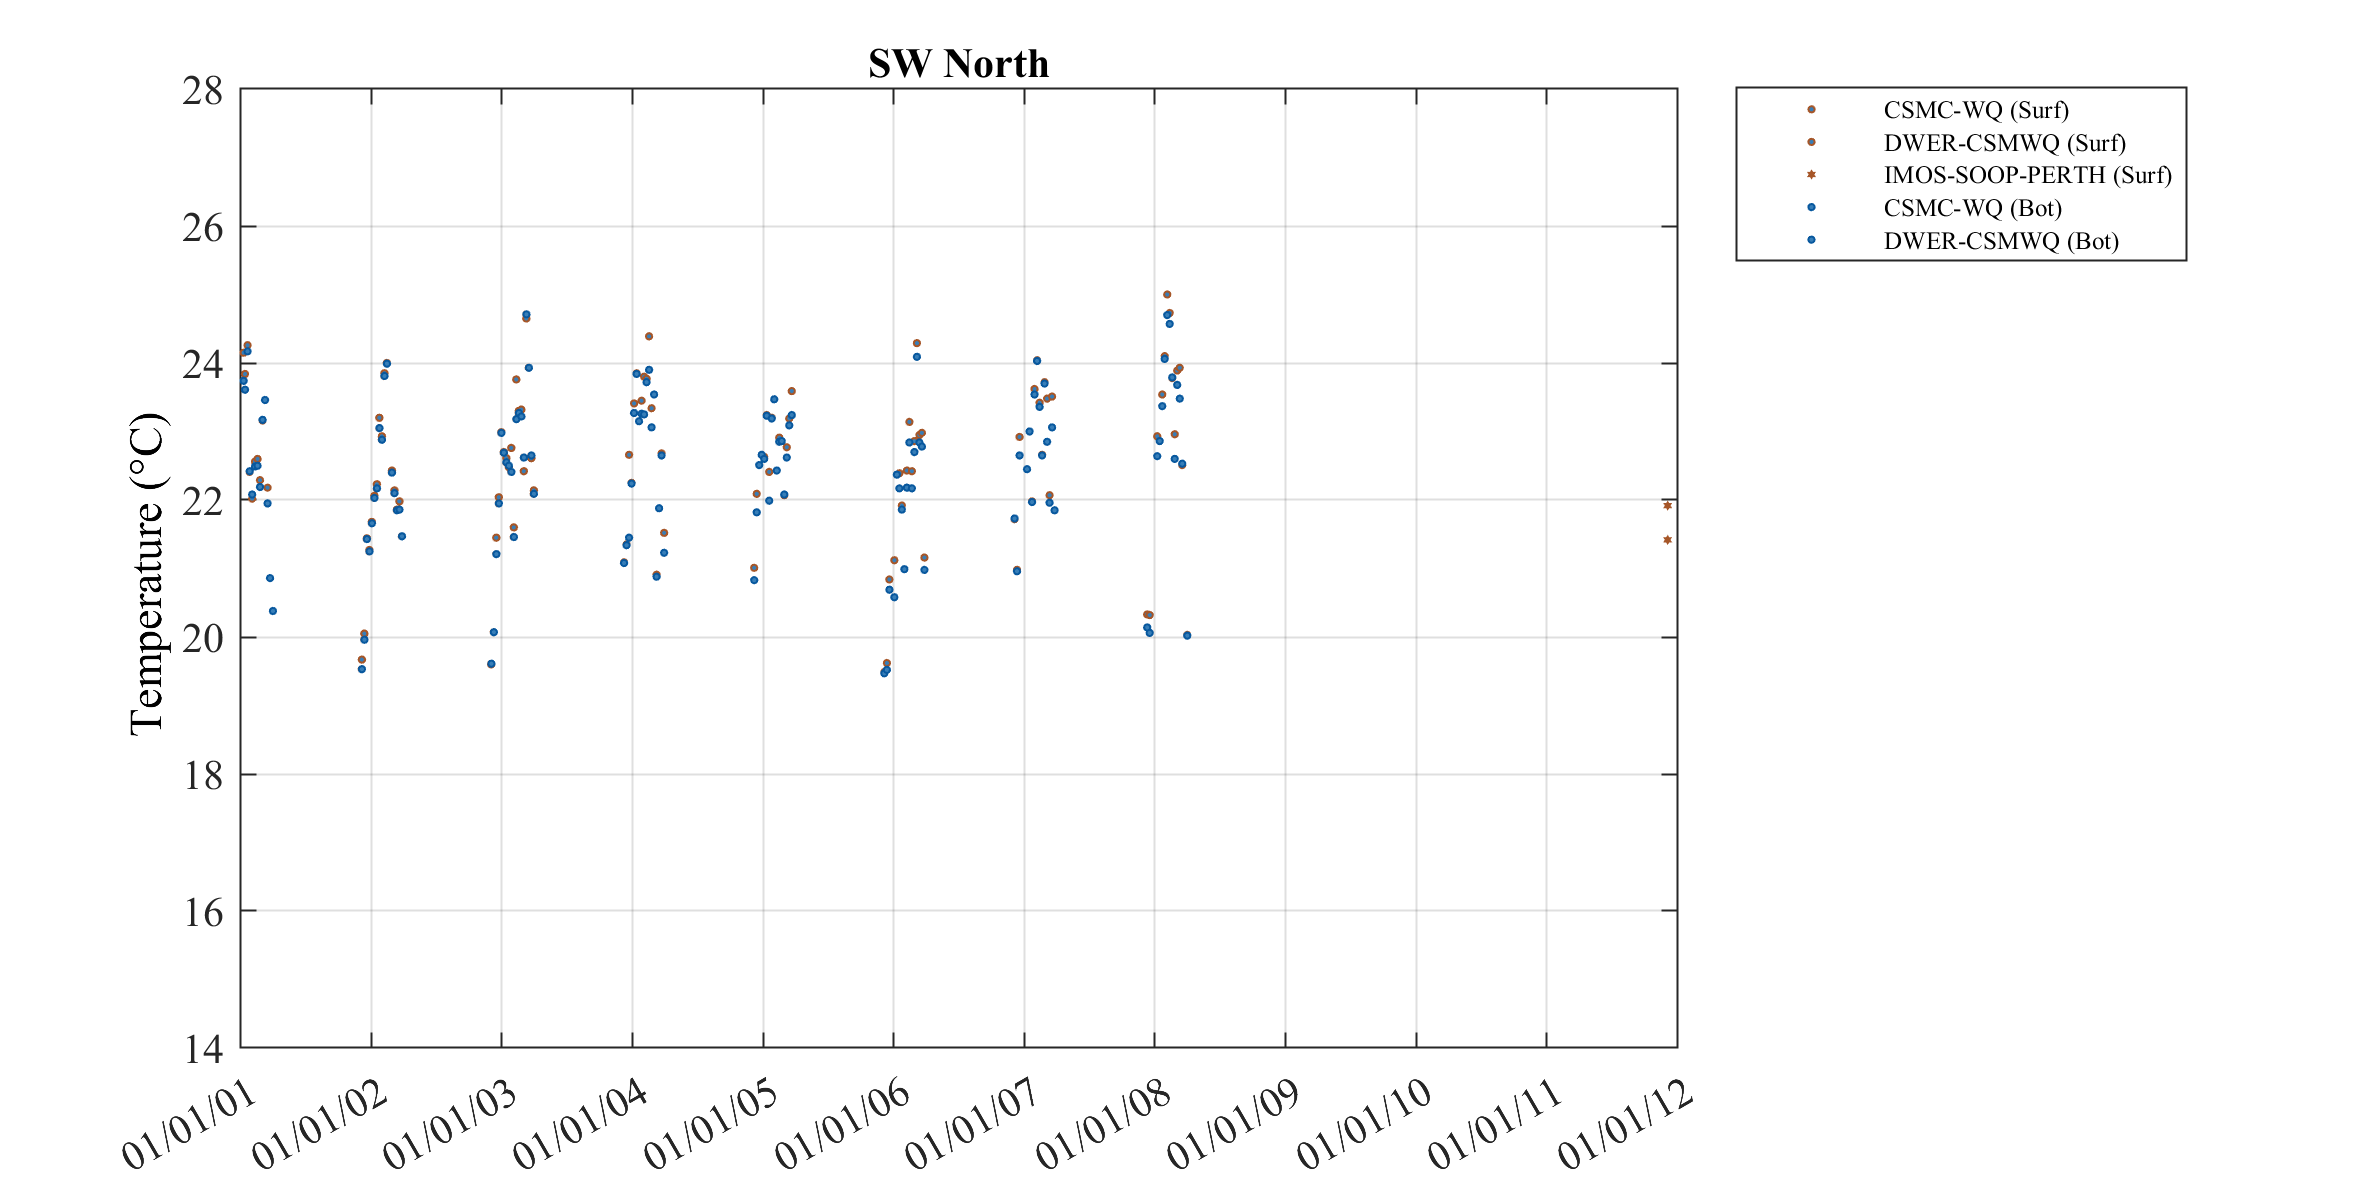 SW North
28
26
24
22
20
18
16
14
Temperature (°C)
01/01/01
01/01/02
01/01/03
01/01/04
01/01/05
01/01/06
01/01/07
01/01/08
01/01/09
01/01/10
01/01/11
01/01/12
CSMC-WQ (Surf)
DWER-CSMWQ (Surf)
IMOS-SOOP-PERTH (Surf)
CSMC-WQ (Bot)
DWER-CSMWQ (Bot)